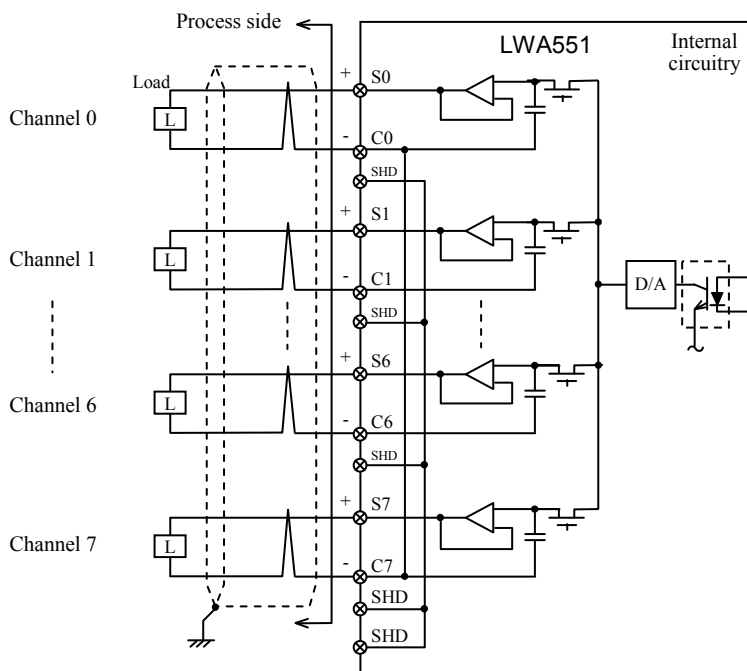 Process side
LWA551
Internal
circuitry
Load
+ S0
Channel 0
L
- C0
SHD
+ S1
Channel 1
L
- C1
SHD
D/A
+ S6
Channel 6
L
- C6
SHD
+ S7
Channel 7
L
- C7
SHD
SHD